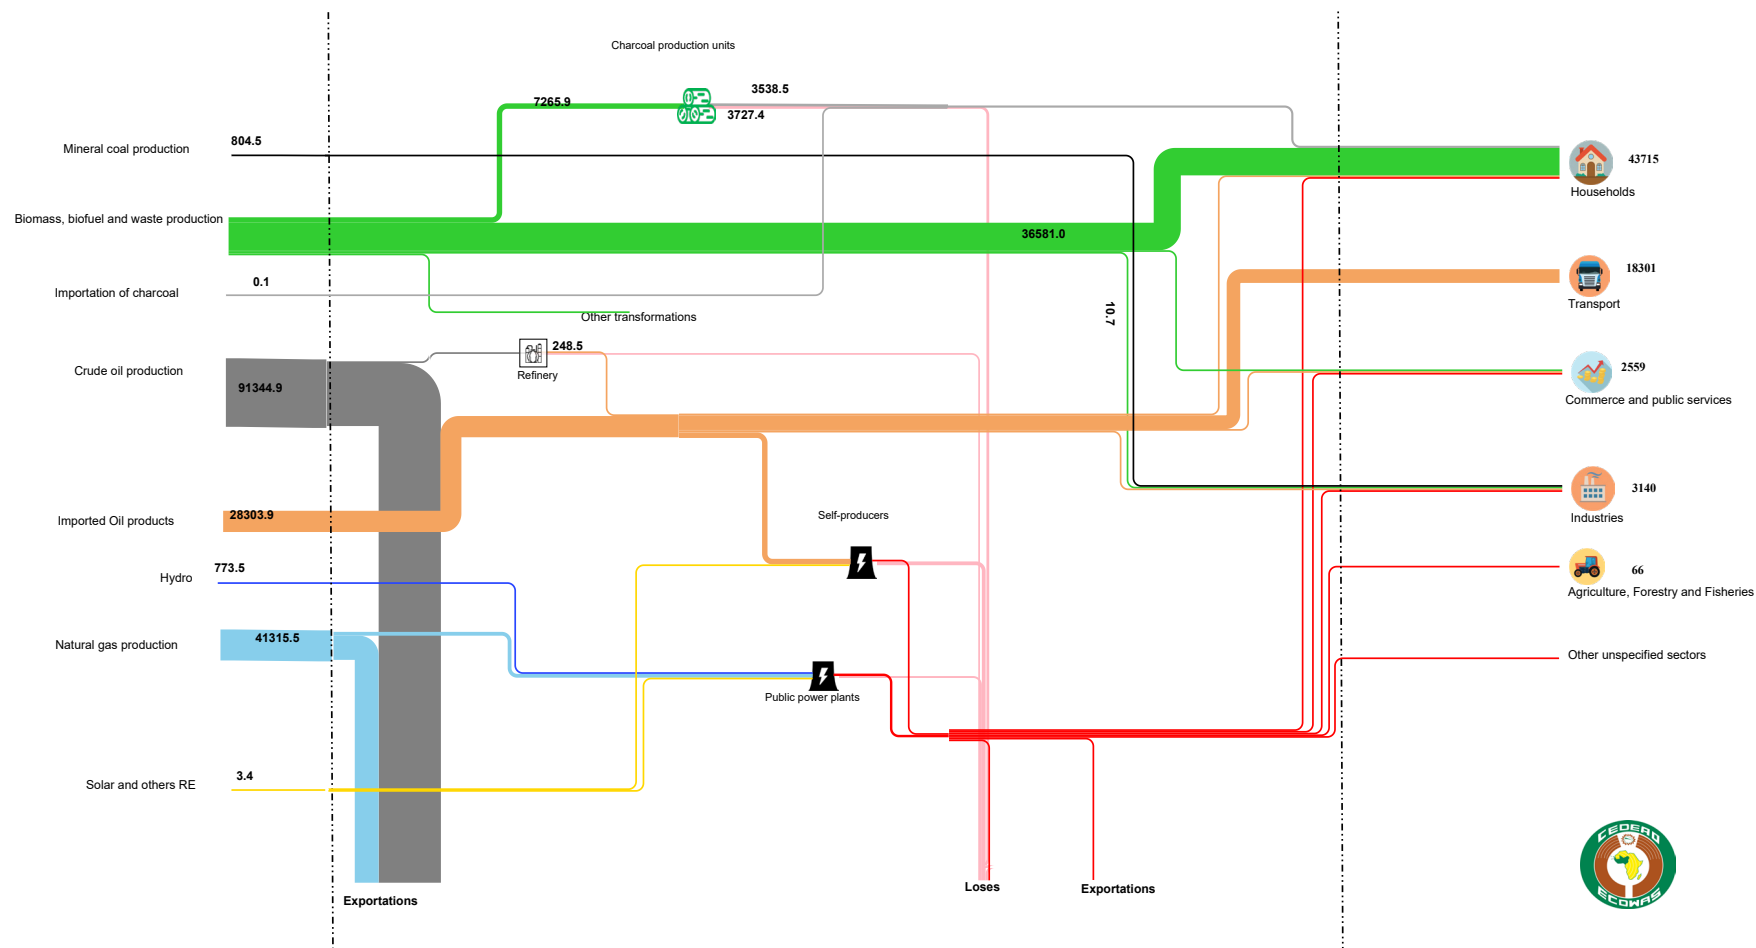 Charcoal production units
7265.9
3538.5
3727.4
Mineral coal production
804.5
43715
Households
Biomass, biofuel and waste production
36581.0
Importation of charcoal
0.1
18301
Transport
10.7
Other transformations
Crude oil production
91344.9
248.5
Refinery
2559
Commerce and public services
Imported Oil products
28303.9
Self-producers
3140
Industries
Hydro
773.5
66
Agriculture, Forestry and Fisheries
Natural gas production
41315.5
Other unspecified sectors
Public power plants
Solar and others RE
3.4
Exportations
Loses
Exportations
CEDEAO
ECOWAS